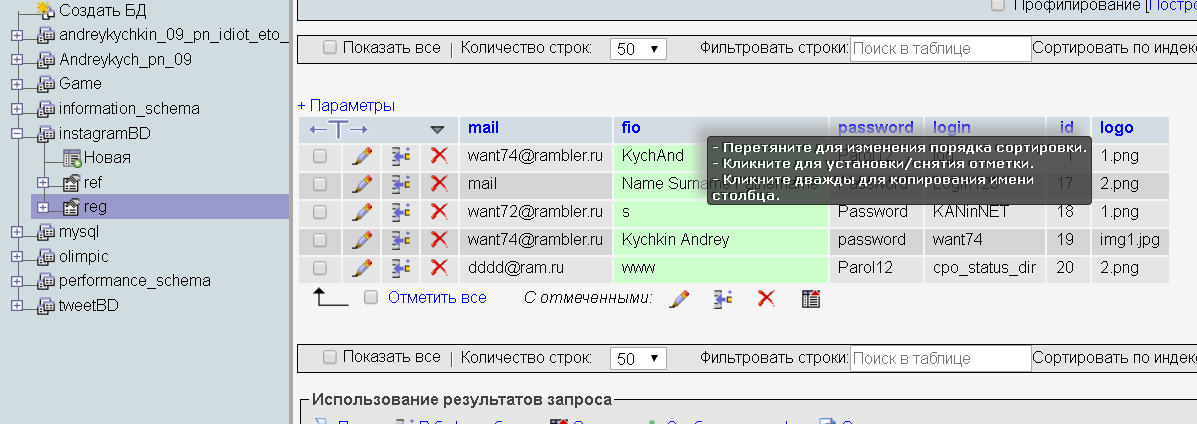 Создать БД
andreykychkin_09_pn_idiot_eto_
Andreykych_pn_09
Game
information_schema
instagramBD
Новая
ref
reg
mysql
olimpic
performance_schema
tweetBD
Профилирование [Постро
Показать все | Количество строк: 50 Фильтровать строки: Поиск в таблице Сортировать по индекс
+ Параметры
←T→ mail fio password login id logo
want74@rambler.ru KychAnd Parol12 1 1.png
mail Name Surname 17 2.png
want72@rambler.ru s Password KANinNET 18 1.png
want74@rambler.ru Kychkin Andrey password want74 19 img1.jpg
dddd@ram.ru www Parol12 cpo_status_dir 20 2.png
- Перетяните для изменения порядка сортировки.
- Кликните для установки/снятия отметки.
- Кликните дважды для копирования имени
столбца.
Отметить все С отмеченными:
Показать все | Количество строк: 50 Фильтровать строки: Поиск в таблице Сортировать по индекс
Использование результатов запроса